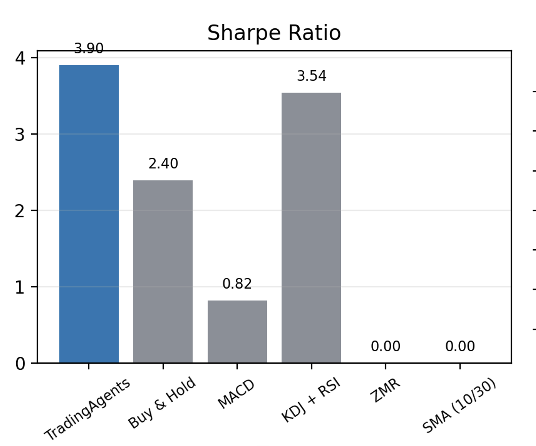 Sharpe Ratio
3.90
3.54
2.40
0.82
0.00
0.00
4
3
2
1
0
TradingAgents
Buy & Hold
MACD
KDJ + RSI
ZMR
SMA (10/30)